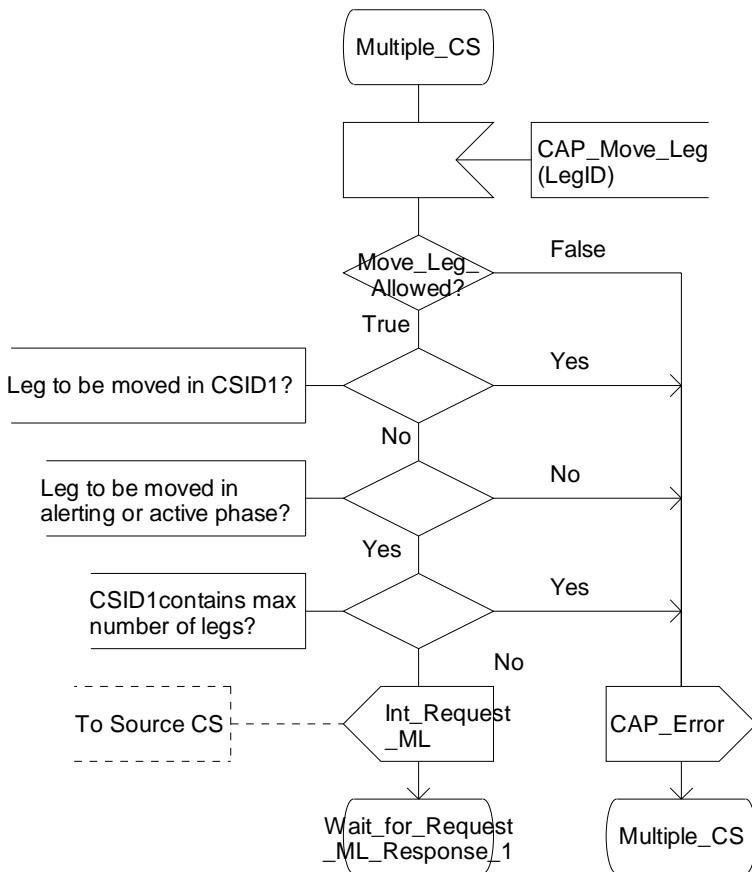 Multiple_CS
CAP_Move_Leg
(LegID)
Move_Leg_
Allowed?
False
True
Leg to be moved in CSID1?
Yes
No
Leg to be moved in
alerting or active phase?
No
Yes
CSID1contains max
number of legs?
Yes
No
To Source CS
Int_Request
_ML
CAP_Error
Wait_for_Request
_ML_Response_1
Multiple_CS